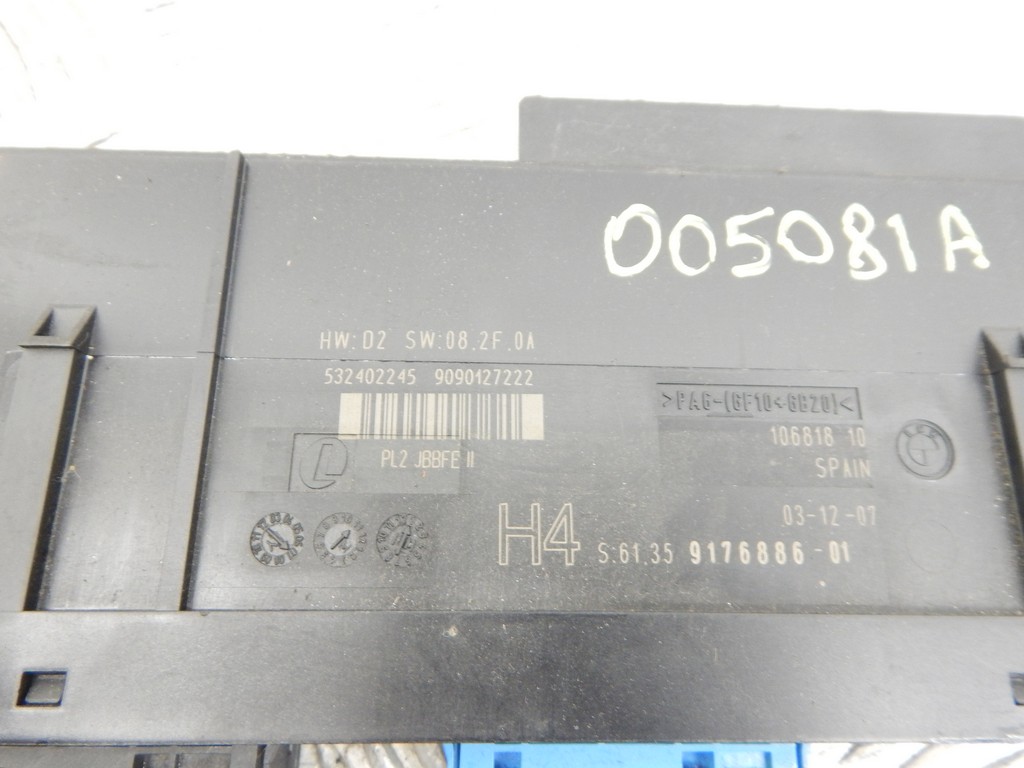 005081A
HW:D2 SW:08.2F.0A
532402245 9090127222
>PA6-(GF10+GB20)<
PL2 JBBFE II
106818 10
SPAIN
03-12-07
H4 S:61.35 9176886-01